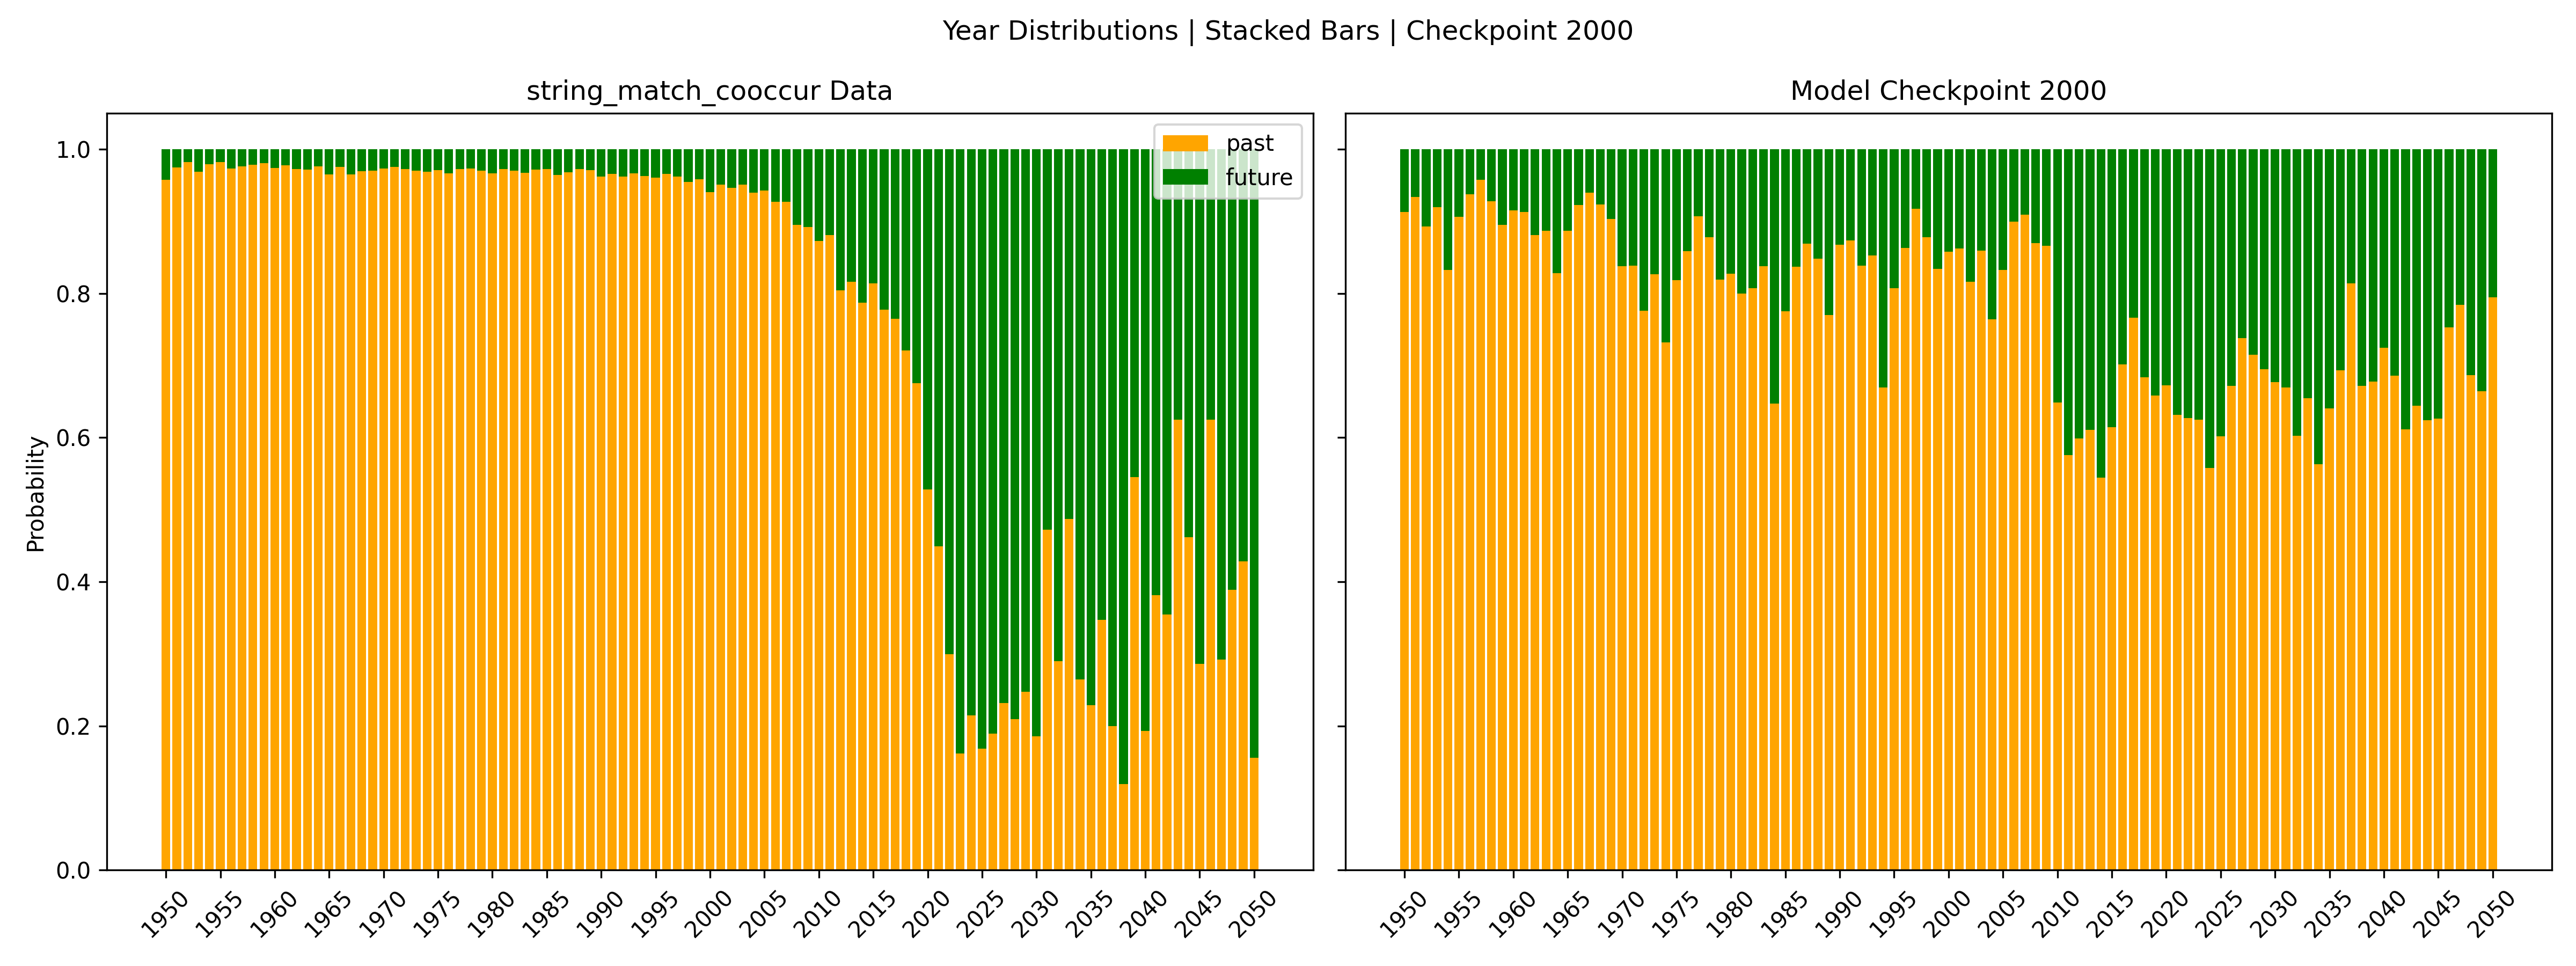 Year Distributions | Stacked Bars | Checkpoint 2000
string_match_cooccur Data
past
future
Probability
1.0
0.8
0.6
0.4
0.2
0.0
1950 1955 1960 1965 1970 1975 1980 1985 1990 1995 2000 2005 2010 2015 2020 2025 2030 2035 2040 2045 2050
Model Checkpoint 2000
1950 1955 1960 1965 1970 1975 1980 1985 1990 1995 2000 2005 2010 2015 2020 2025 2030 2035 2040 2045 2050